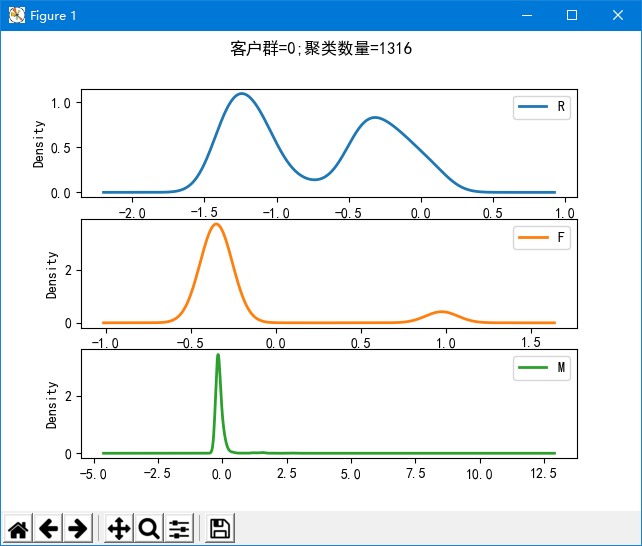 Figure 1
客户群=0;聚类数量=1316
1.0
0.5
0.0
Density
R
−2.0 −1.5 −1.0 −0.5 0.0 0.5 1.0
2
0
Density
F
−1.0 −0.5 0.0 0.5 1.0 1.5
2
0
Density
M
−5.0 −2.5 0.0 2.5 5.0 7.5 10.0 12.5